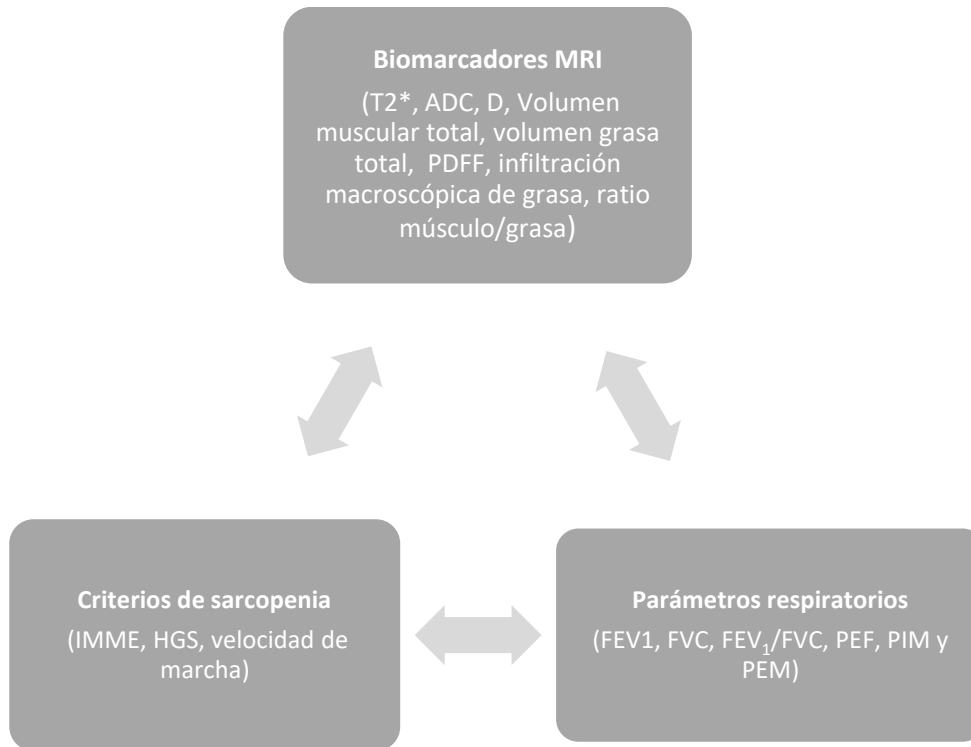 Biomarcadores MRI
(T2*, ADC, D, Volumen
muscular total, volumen grasa
total,  PDFF, infiltración
macroscópica de grasa, ratio
músculo/grasa)
Criterios de sarcopenia
(IMME, HGS, velocidad de
marcha)
Parámetros respiratorios
(FEV1, FVC, FEV₁/FVC, PEF, PIM y
PEM)